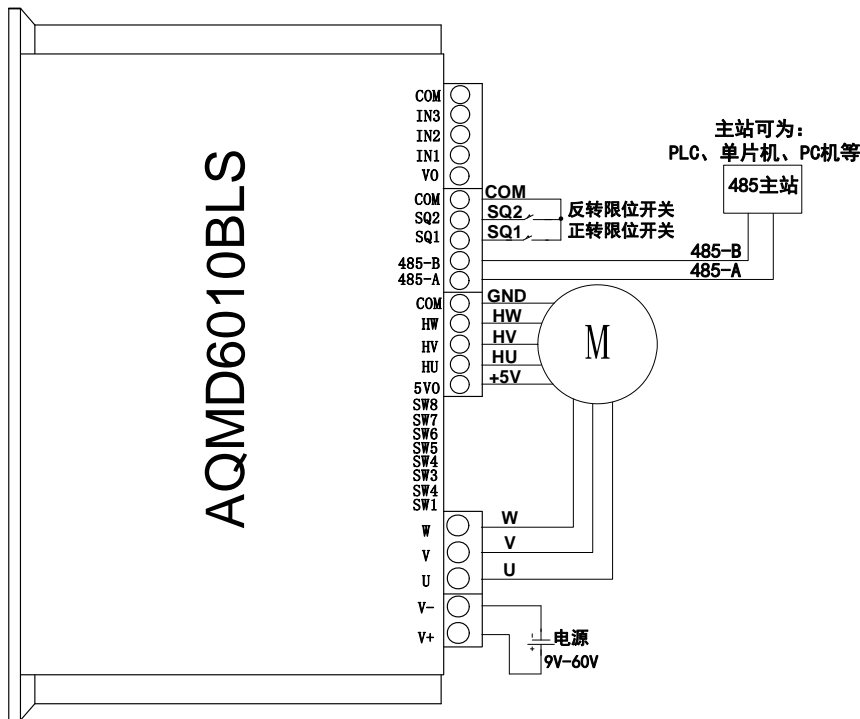 AQMD6010BLS
COM
IN3
IN2
IN1
VO
COM
SQ2
SQ1
485-B
485-A
COM
HW
HV
HU
5VO
SW8
SW7
SW6
SW5
SW4
SW3
SW4
SW1
W
V
U
V-
V+
COM
SQ2
SQ1
反转限位开关
正转限位开关
主站可为：
PLC、单片机、PC机等
485主站
485-B
485-A
GND
HW
HV
HU
+5V
M
W
V
U
-
+
电源
9V-60V